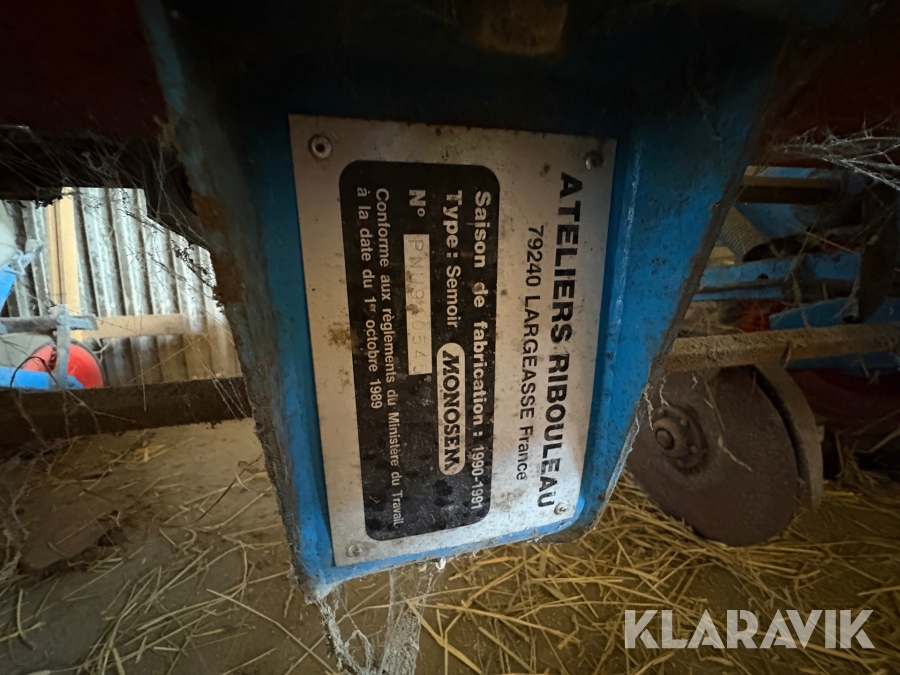 ATELIERS RIBOULEAU
79240 LARGEASSE France
Saison de fabrication : 1990-1991
Type : Semoir MONOSEM
N°
Conforme aux règlements du Ministère du Travail
à la date du 1er octobre 1989
KLARAVIK